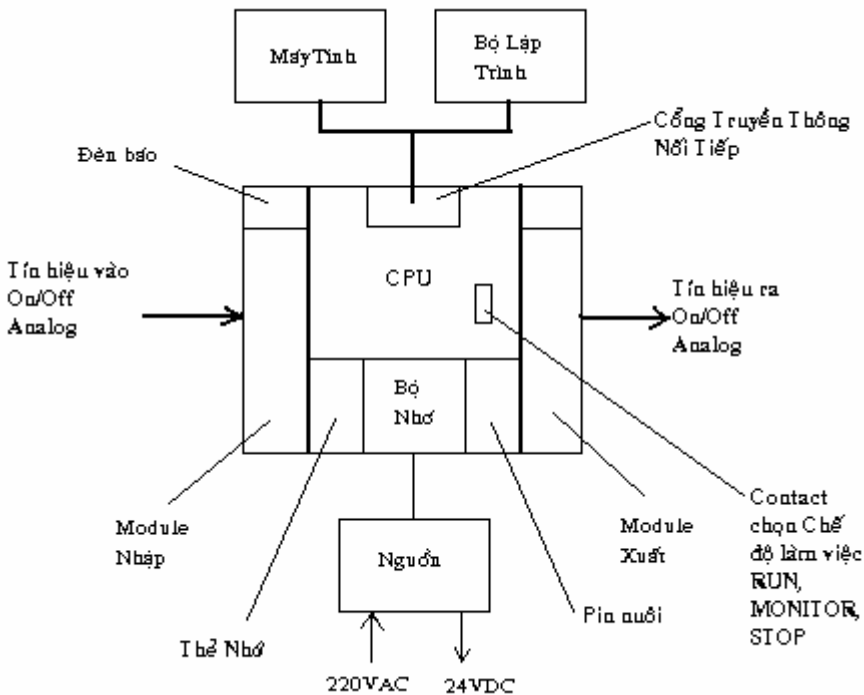 Máy Tính
Bộ Lập
Trình
Cổng Truyền Thông
Nối Tiếp
Đèn báo
Tín hiệu vào
On/Off
Analog
CPU
Tín hiệu ra
On/Off
Analog
Bộ
Nhớ
Module
Nhập
Nguồn
Module
Xuất
Contact
chọn Chế
độ làm việc
RUN,
MONITOR,
STOP
Pin nuôi
Thẻ Nhớ
220VAC
24VDC